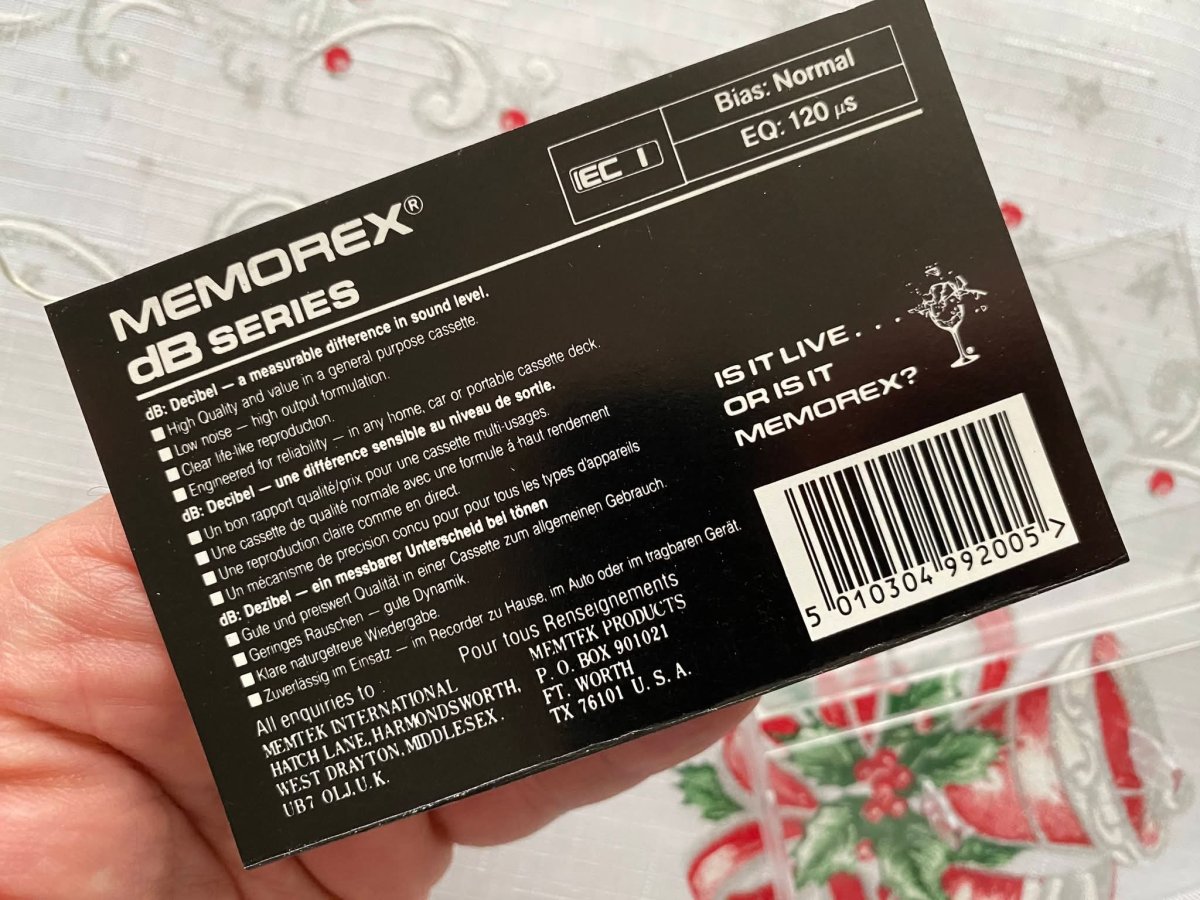 MEMOREX®
dB SERIES
IEC I
Bias: Normal
EQ: 120 μs
dB: Decibel — a measurable difference in sound level.
High Quality and value in a general purpose cassette.
Low noise — high output formulation.
Clear life-like reproduction.
Engineered for reliability — in any home, car or portable cassette deck.
dB: Decibel — une différence sensible au niveau de sortie.
Un bon rapport qualité/prix pour une cassette multi-usages.
Une cassette de qualité normale avec une formule á haut rendement
Une reproduction claire comme en direct.
Un mécanisme de precision concu pour pour tous les types d'appareils
dB: Dezibel — ein messbarer Unterscheid bel tönen
Gute und preiswert Qualität in einer Cassette zum allgemeinen Gebrauch.
Geringes Rauschen — gute Dynamik.
Klare naturgetreue Wiedergabe.
Zuverlässig im Einsatz — im Recorder zu Hause, im Auto oder im tragbaren Gerät.
All enquiries to :
MEMTEK INTERNATIONAL
HATCH LANE, HARMONDSWORTH,
WEST DRAYTON, MIDDLESEX.
UB7 OLJ, U.K.
Pour tous Renseignements
MEMTEK PRODUCTS
P. O. BOX 901021
FT. WORTH
TX 76101 U. S. A.
IS IT LIVE . . .
OR IS IT
MEMOREX?
5 010304 992005 >